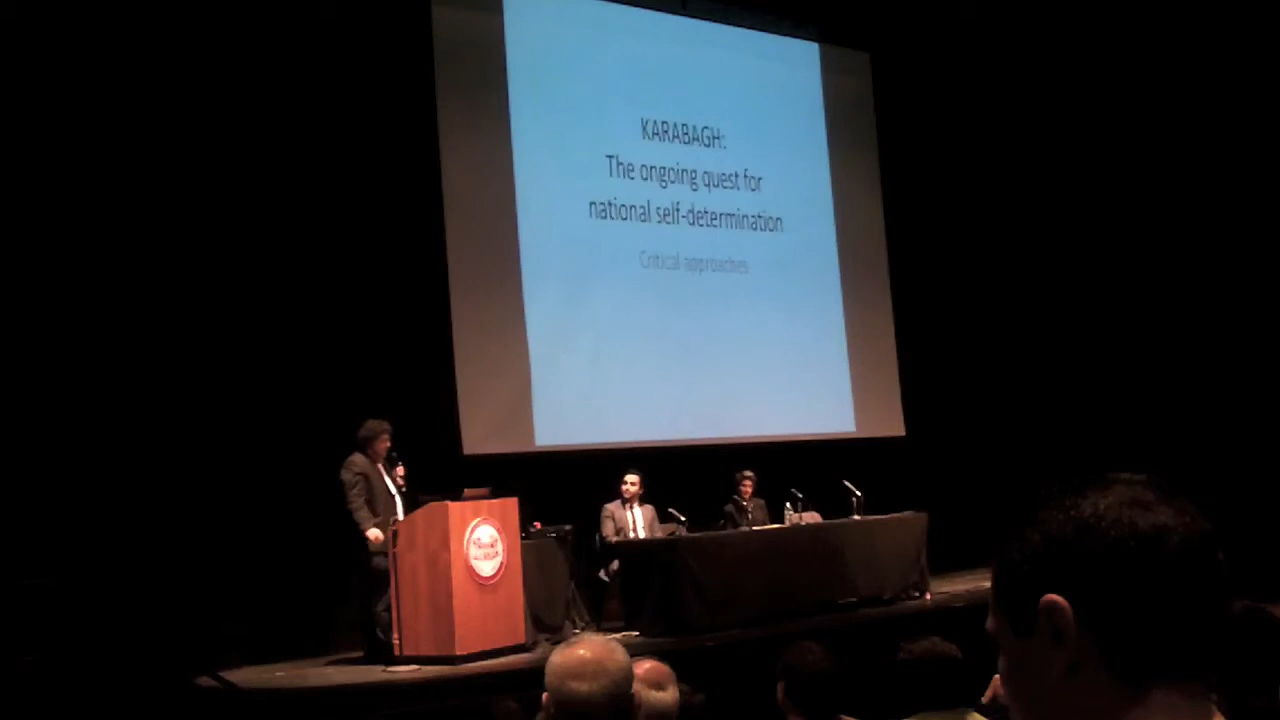 KARABAGH:
The ongoing quest for
national self-determination
Critical approaches